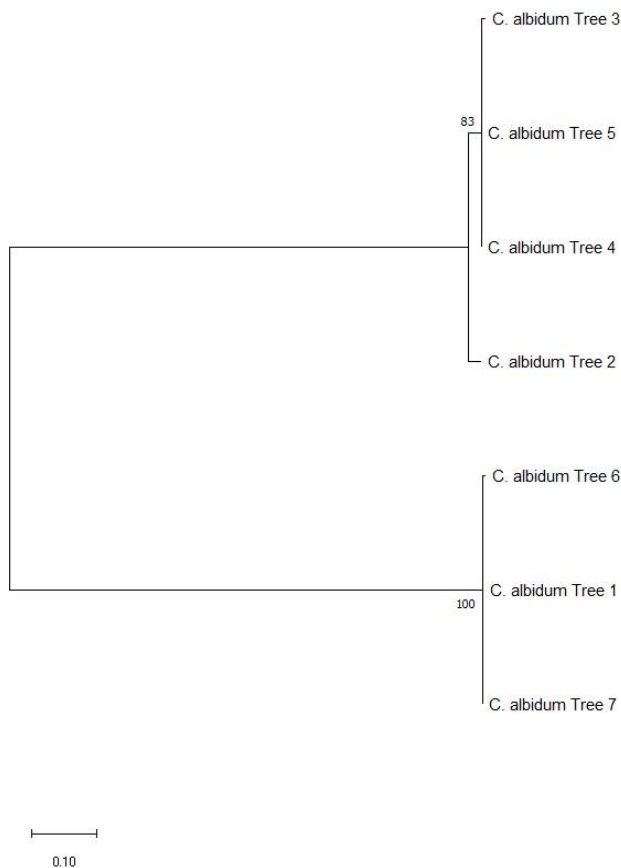 C. albidum Tree 3
83
C. albidum Tree 5
C. albidum Tree 4
C. albidum Tree 2
C. albidum Tree 6
C. albidum Tree 1
100
C. albidum Tree 7
0.10